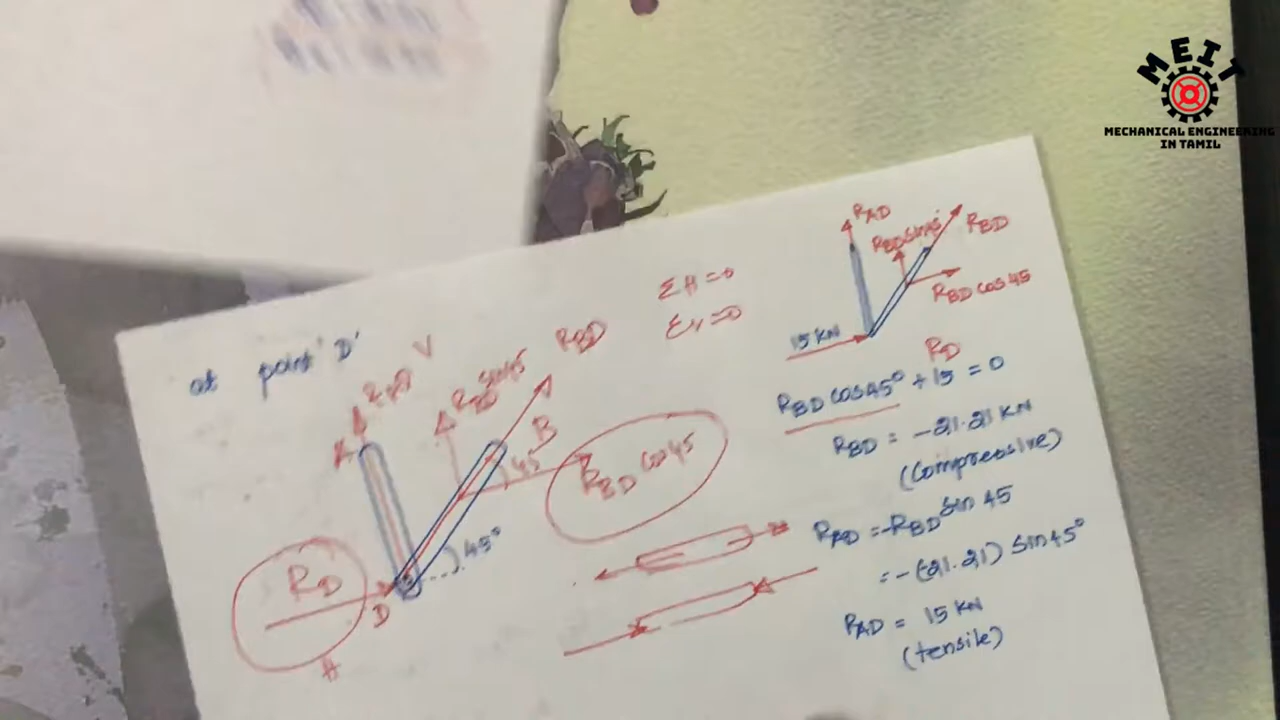 MEIT
MECHANICAL ENGINEERING
IN TAMIL
at point 'D'
ΣH=0
ΣV=0
RAD
V
RBD sin45
RBD
A
B
45
RBD cos45
45°
RD
D
H
RAD
RBD sin45
RBD
RBD cos 45
15 KN
RD
RBD cos45° + 15 = 0
RBD = -21.21 KN
(Compressive)
RAD = -RBD sin 45
= -(-21.21) sin45°
RAD = 15 KN
(tensile)